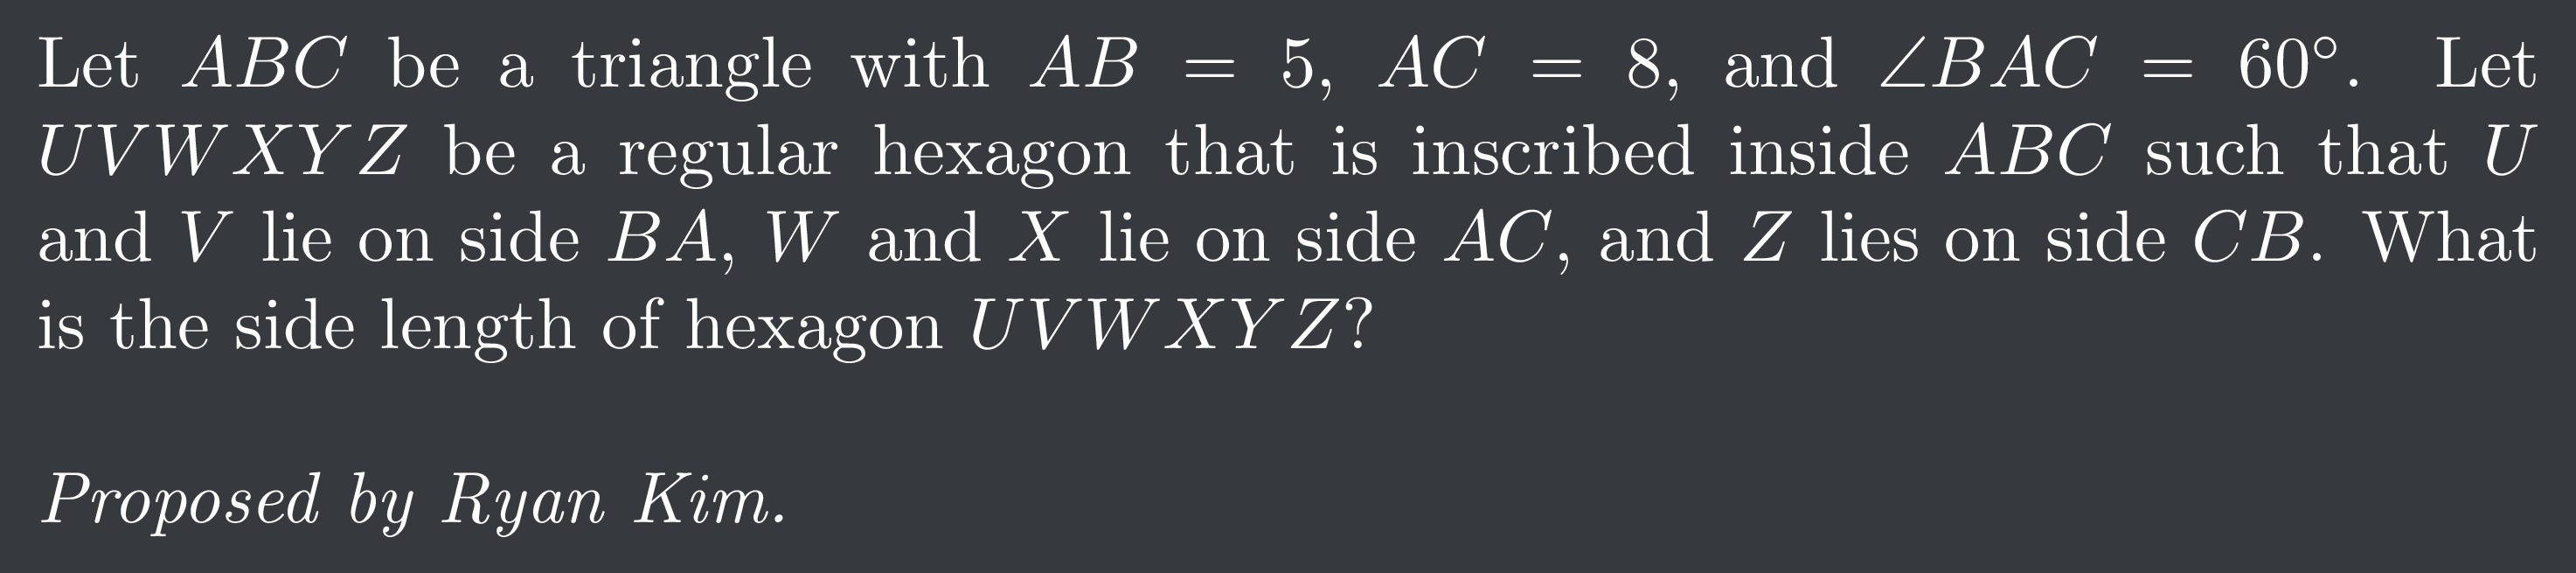 Let ABC be a triangle with AB = 5, AC = 8, and ∠BAC = 60°. Let
UVWXYZ be a regular hexagon that is inscribed inside ABC such that U
and V lie on side BA, W and X lie on side AC, and Z lies on side CB. What
is the side length of hexagon UVWXYZ?
Proposed by Ryan Kim.